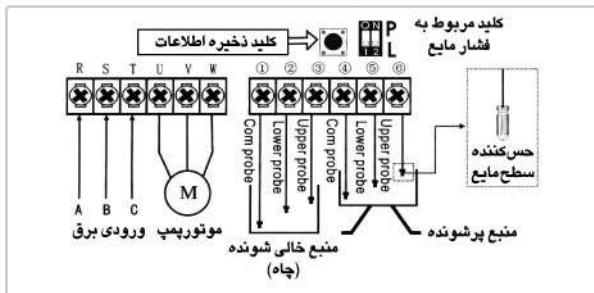 کلید ذخیره اطلاعات
ON
1 2
P
L
کلید مربوط به
فشار مایع
R S T U V W
① ② ③ ④ ⑤ ⑥
Com probe
Lower probe
Upper probe
Com probe
Lower probe
Upper probe
حس‌کننده
سطح مایع
M
A B C
ورودی برق
موتورپمپ
منبع خالی شونده
(چاه)
منبع پرشونده